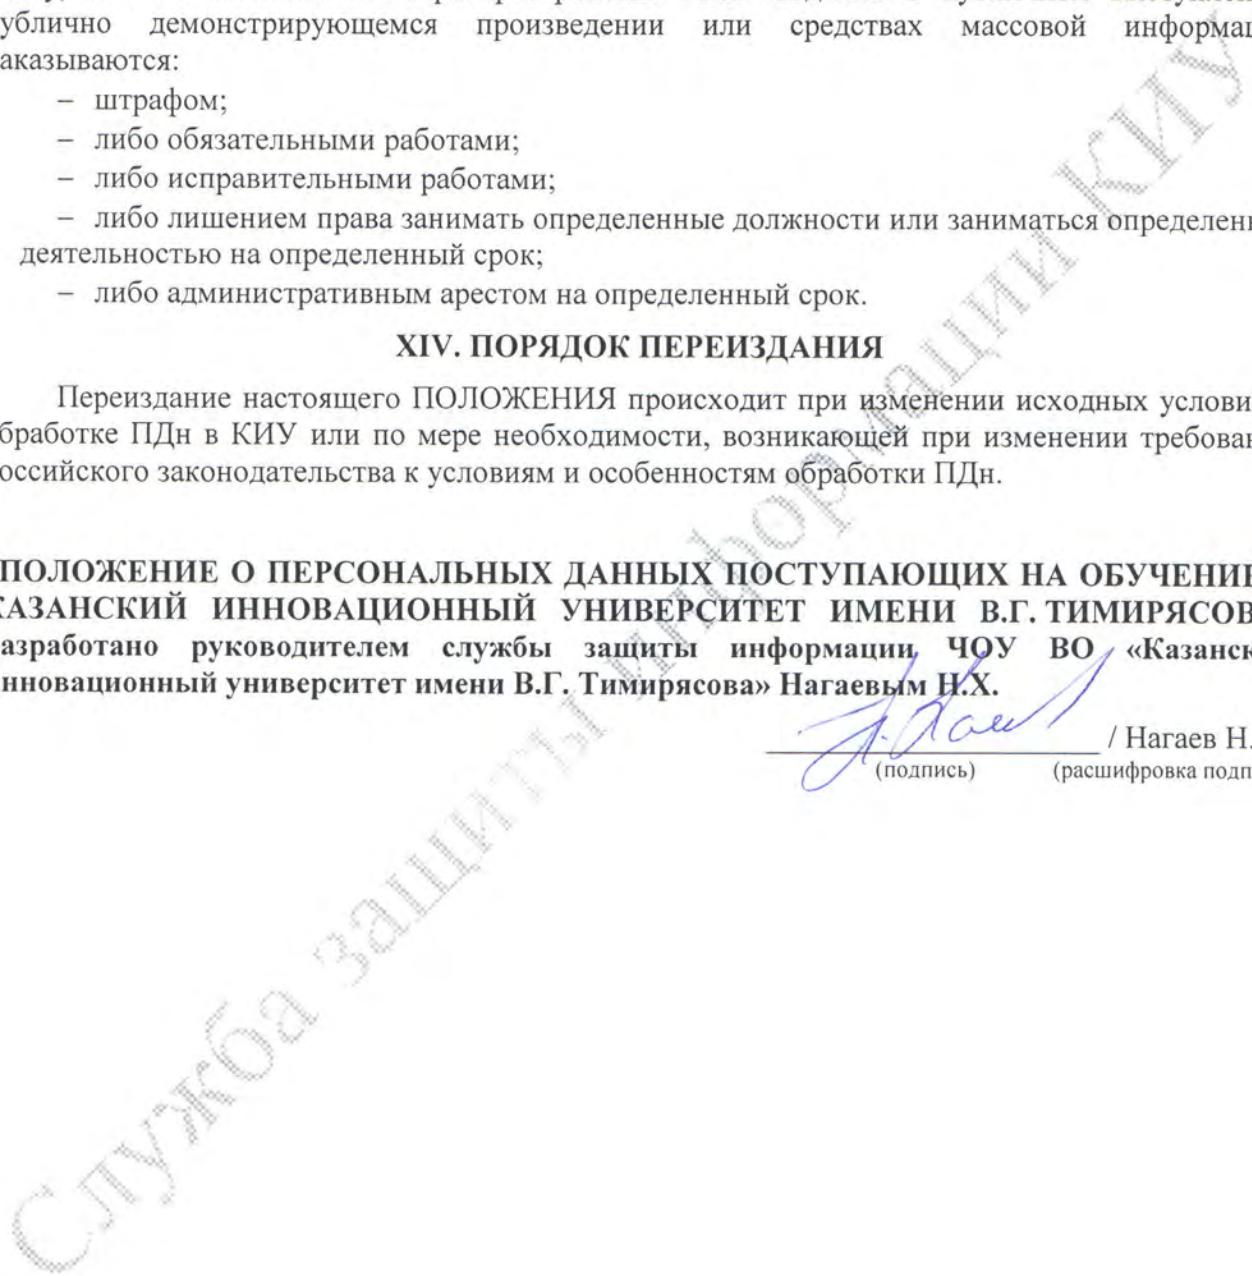 ублично демонстрирующемся произведении или средствах массовой информац
аказываются:
– штрафом;
– либо обязательными работами;
– либо исправительными работами;
– либо лишением права занимать определенные должности или заниматься определенн
деятельностью на определенный срок;
– либо административным арестом на определенный срок.
XIV. ПОРЯДОК ПЕРЕИЗДАНИЯ
Переиздание настоящего ПОЛОЖЕНИЯ происходит при изменении исходных услови
бработке ПДн в КИУ или по мере необходимости, возникающей при изменении требован
оссийского законодательства к условиям и особенностям обработки ПДн.
ПОЛОЖЕНИЕ О ПЕРСОНАЛЬНЫХ ДАННЫХ ПОСТУПАЮЩИХ НА ОБУЧЕНИЕ
КАЗАНСКИЙ ИННОВАЦИОННЫЙ УНИВЕРСИТЕТ ИМЕНИ В.Г. ТИМИРЯСОВ
азработано руководителем службы защиты информации ЧОУ ВО «Казанск
нновационный университет имени В.Г. Тимирясова» Нагаевым Н.Х.
/ Нагаев Н.
(подпись) (расшифровка подп
Служба защиты информации КИУ